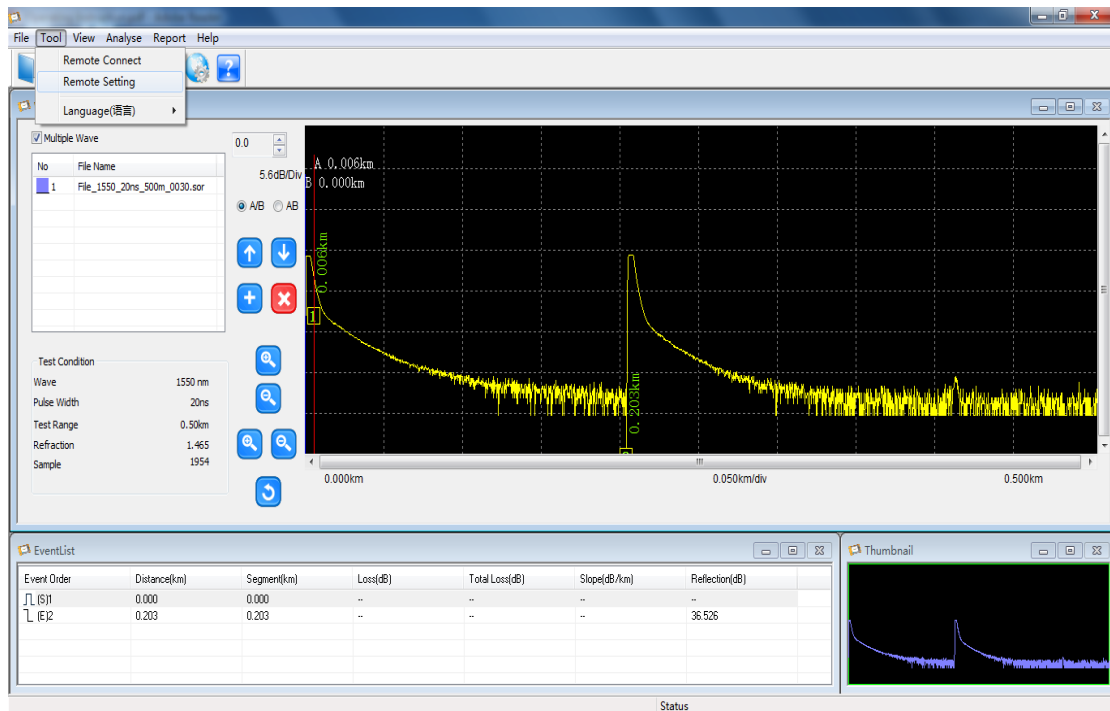 File Tool View Analyse Report Help
Remote Connect
Remote Setting
Language(语言)
Multiple Wave
No File Name
1 File_1550_20ns_500m_0030.sor
0.0
5.6dB/Div
A/B AB
A 0.006km
B 0.000km
0.006km
1
0.203km
Test Condition
Wave 1550 nm
Pulse Width 20ns
Test Range 0.50km
Refraction 1.465
Sample 1954
0.000km 0.050km/div 0.500km
EventList
Event Order Distance(km) Segment(km) Loss(dB) Total Loss(dB) Slope(dB/km) Reflection(dB)
(S)1 0.000 0.000 -- -- -- --
(E)2 0.203 0.203 -- -- -- 36.526
Thumbnail
Status